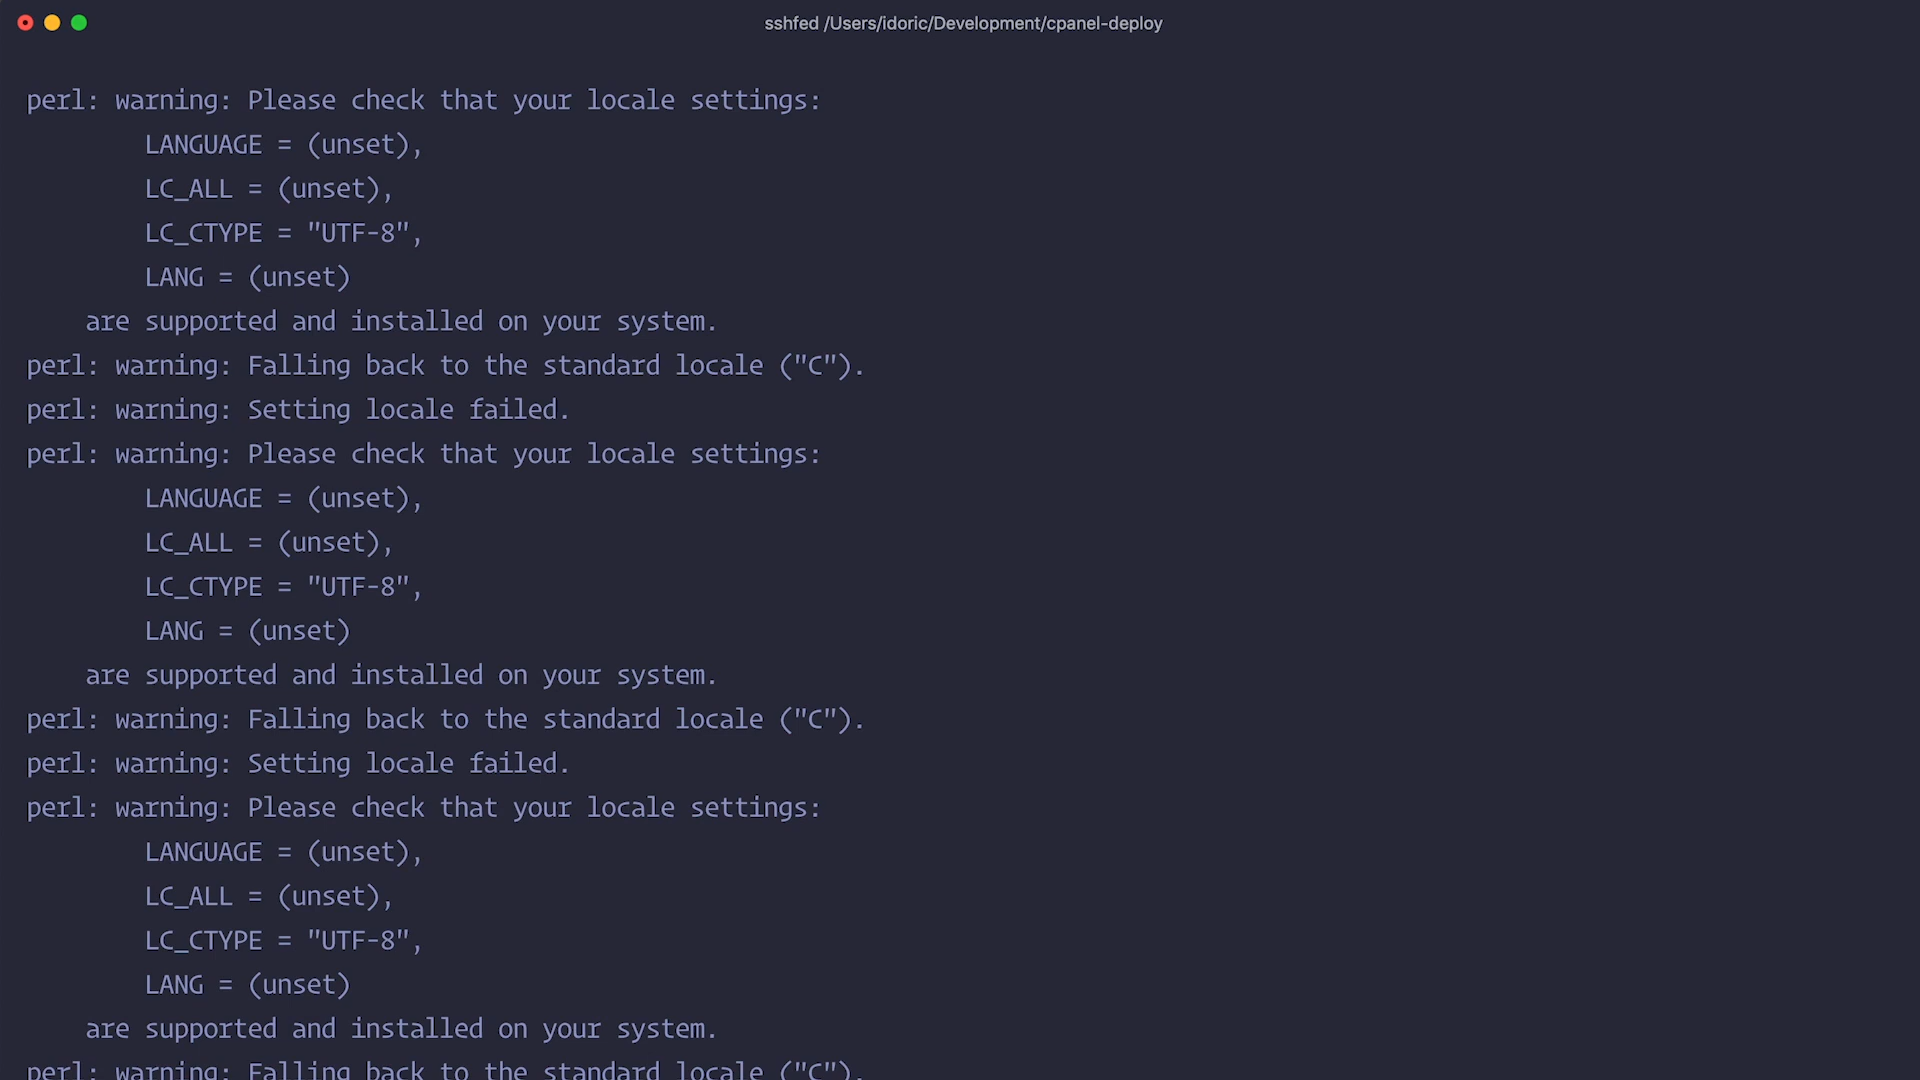 sshfed /Users/idoric/Development/cpanel-deploy
perl: warning: Please check that your locale settings:
LANGUAGE = (unset),
LC_ALL = (unset),
LC_CTYPE = "UTF-8",
LANG = (unset)
are supported and installed on your system.
perl: warning: Falling back to the standard locale ("C").
perl: warning: Setting locale failed.
perl: warning: Please check that your locale settings:
LANGUAGE = (unset),
LC_ALL = (unset),
LC_CTYPE = "UTF-8",
LANG = (unset)
are supported and installed on your system.
perl: warning: Falling back to the standard locale ("C").
perl: warning: Setting locale failed.
perl: warning: Please check that your locale settings:
LANGUAGE = (unset),
LC_ALL = (unset),
LC_CTYPE = "UTF-8",
LANG = (unset)
are supported and installed on your system.
perl: warning: Falling back to the standard locale ("C").